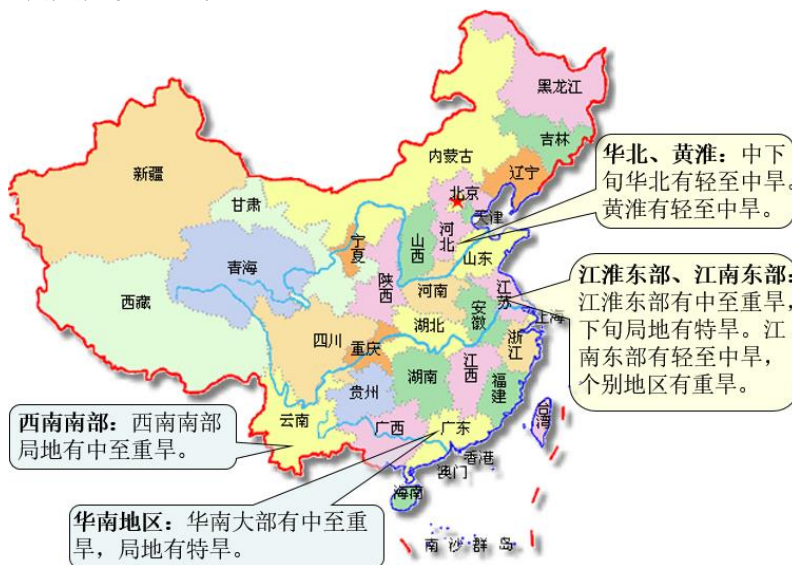 黑龙江
吉林
内蒙古
辽宁
新疆
北京
天津
甘肃
河北
山西
宁夏
山东
青海
陕西
河南
江苏
西藏
安徽
上海
四川
湖北
重庆
浙江
湖南
江西
贵州
福建
云南
广西
广东
台湾
香港
澳门
海南
南沙群岛
华北、黄淮：中下
旬华北有轻至中旱。
黄淮有轻至中旱。
江淮东部、江南东部：
江淮东部有中至重旱，
下旬局地有特旱。江
南东部有轻至中旱，
个别地区有重旱。
西南南部：西南南部
局地有中至重旱。
华南地区：华南大部有中至重
旱，局地有特旱。